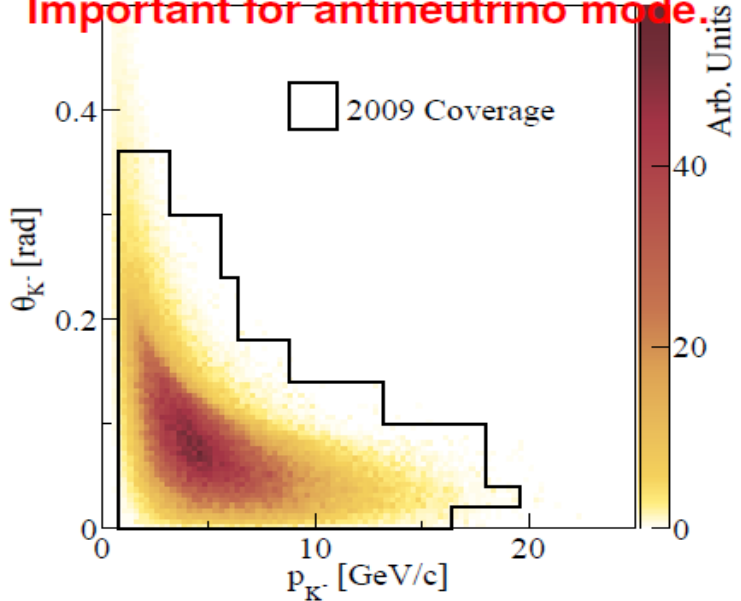 Important for antineutrino mode.
Arb. Units
0.4
2009 Coverage
40
θK- [rad]
0.2
20
0
0
0
10
20
pK- [GeV/c]